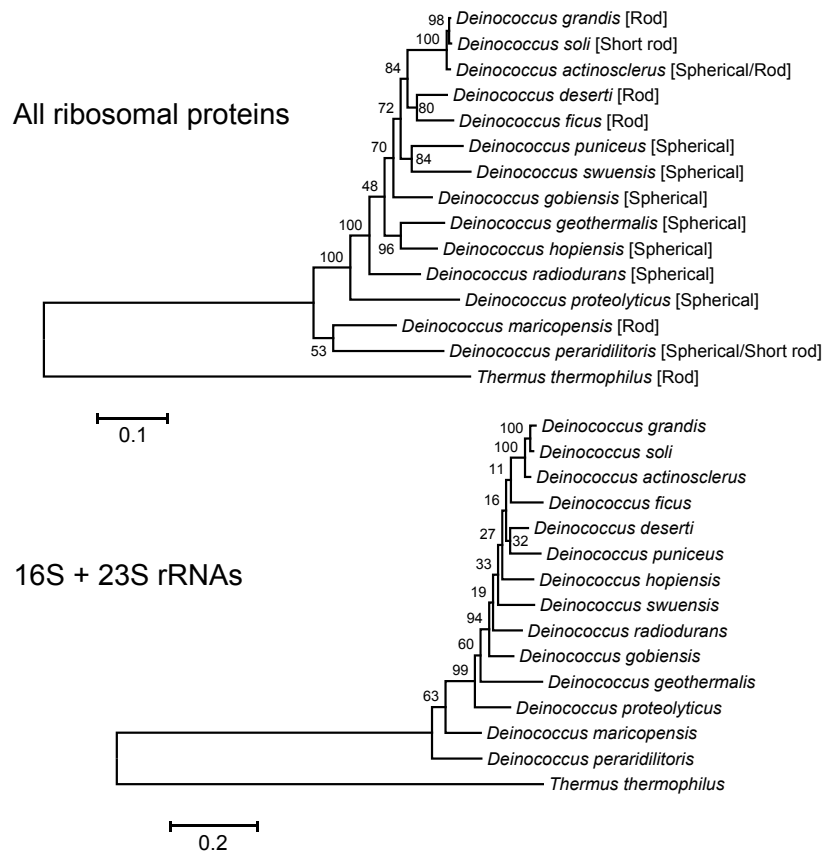 98
Deinococcus grandis [Rod]
100
Deinococcus soli [Short rod]
Deinococcus actinosclerus [Spherical/Rod]
84
Deinococcus deserti [Rod]
80
Deinococcus ficus [Rod]
All ribosomal proteins
72
Deinococcus puniceus [Spherical]
84
Deinococcus swuensis [Spherical]
70
Deinococcus gobiensis [Spherical]
48
Deinococcus geothermalis [Spherical]
96
Deinococcus hopiensis [Spherical]
100
Deinococcus radiodurans [Spherical]
100
Deinococcus proteolyticus [Spherical]
Deinococcus maricopensis [Rod]
53
Deinococcus peraridilitoris [Spherical/Short rod]
Thermus thermophilus [Rod]
0.1
100
Deinococcus grandis
100
Deinococcus soli
11
Deinococcus actinosclerus
16
Deinococcus ficus
27
Deinococcus deserti
32
Deinococcus puniceus
16S + 23S rRNAs
33
Deinococcus hopiensis
19
Deinococcus swuensis
94
Deinococcus radiodurans
60
Deinococcus gobiensis
99
Deinococcus geothermalis
63
Deinococcus proteolyticus
Deinococcus maricopensis
Deinococcus peraridilitoris
Thermus thermophilus
0.2